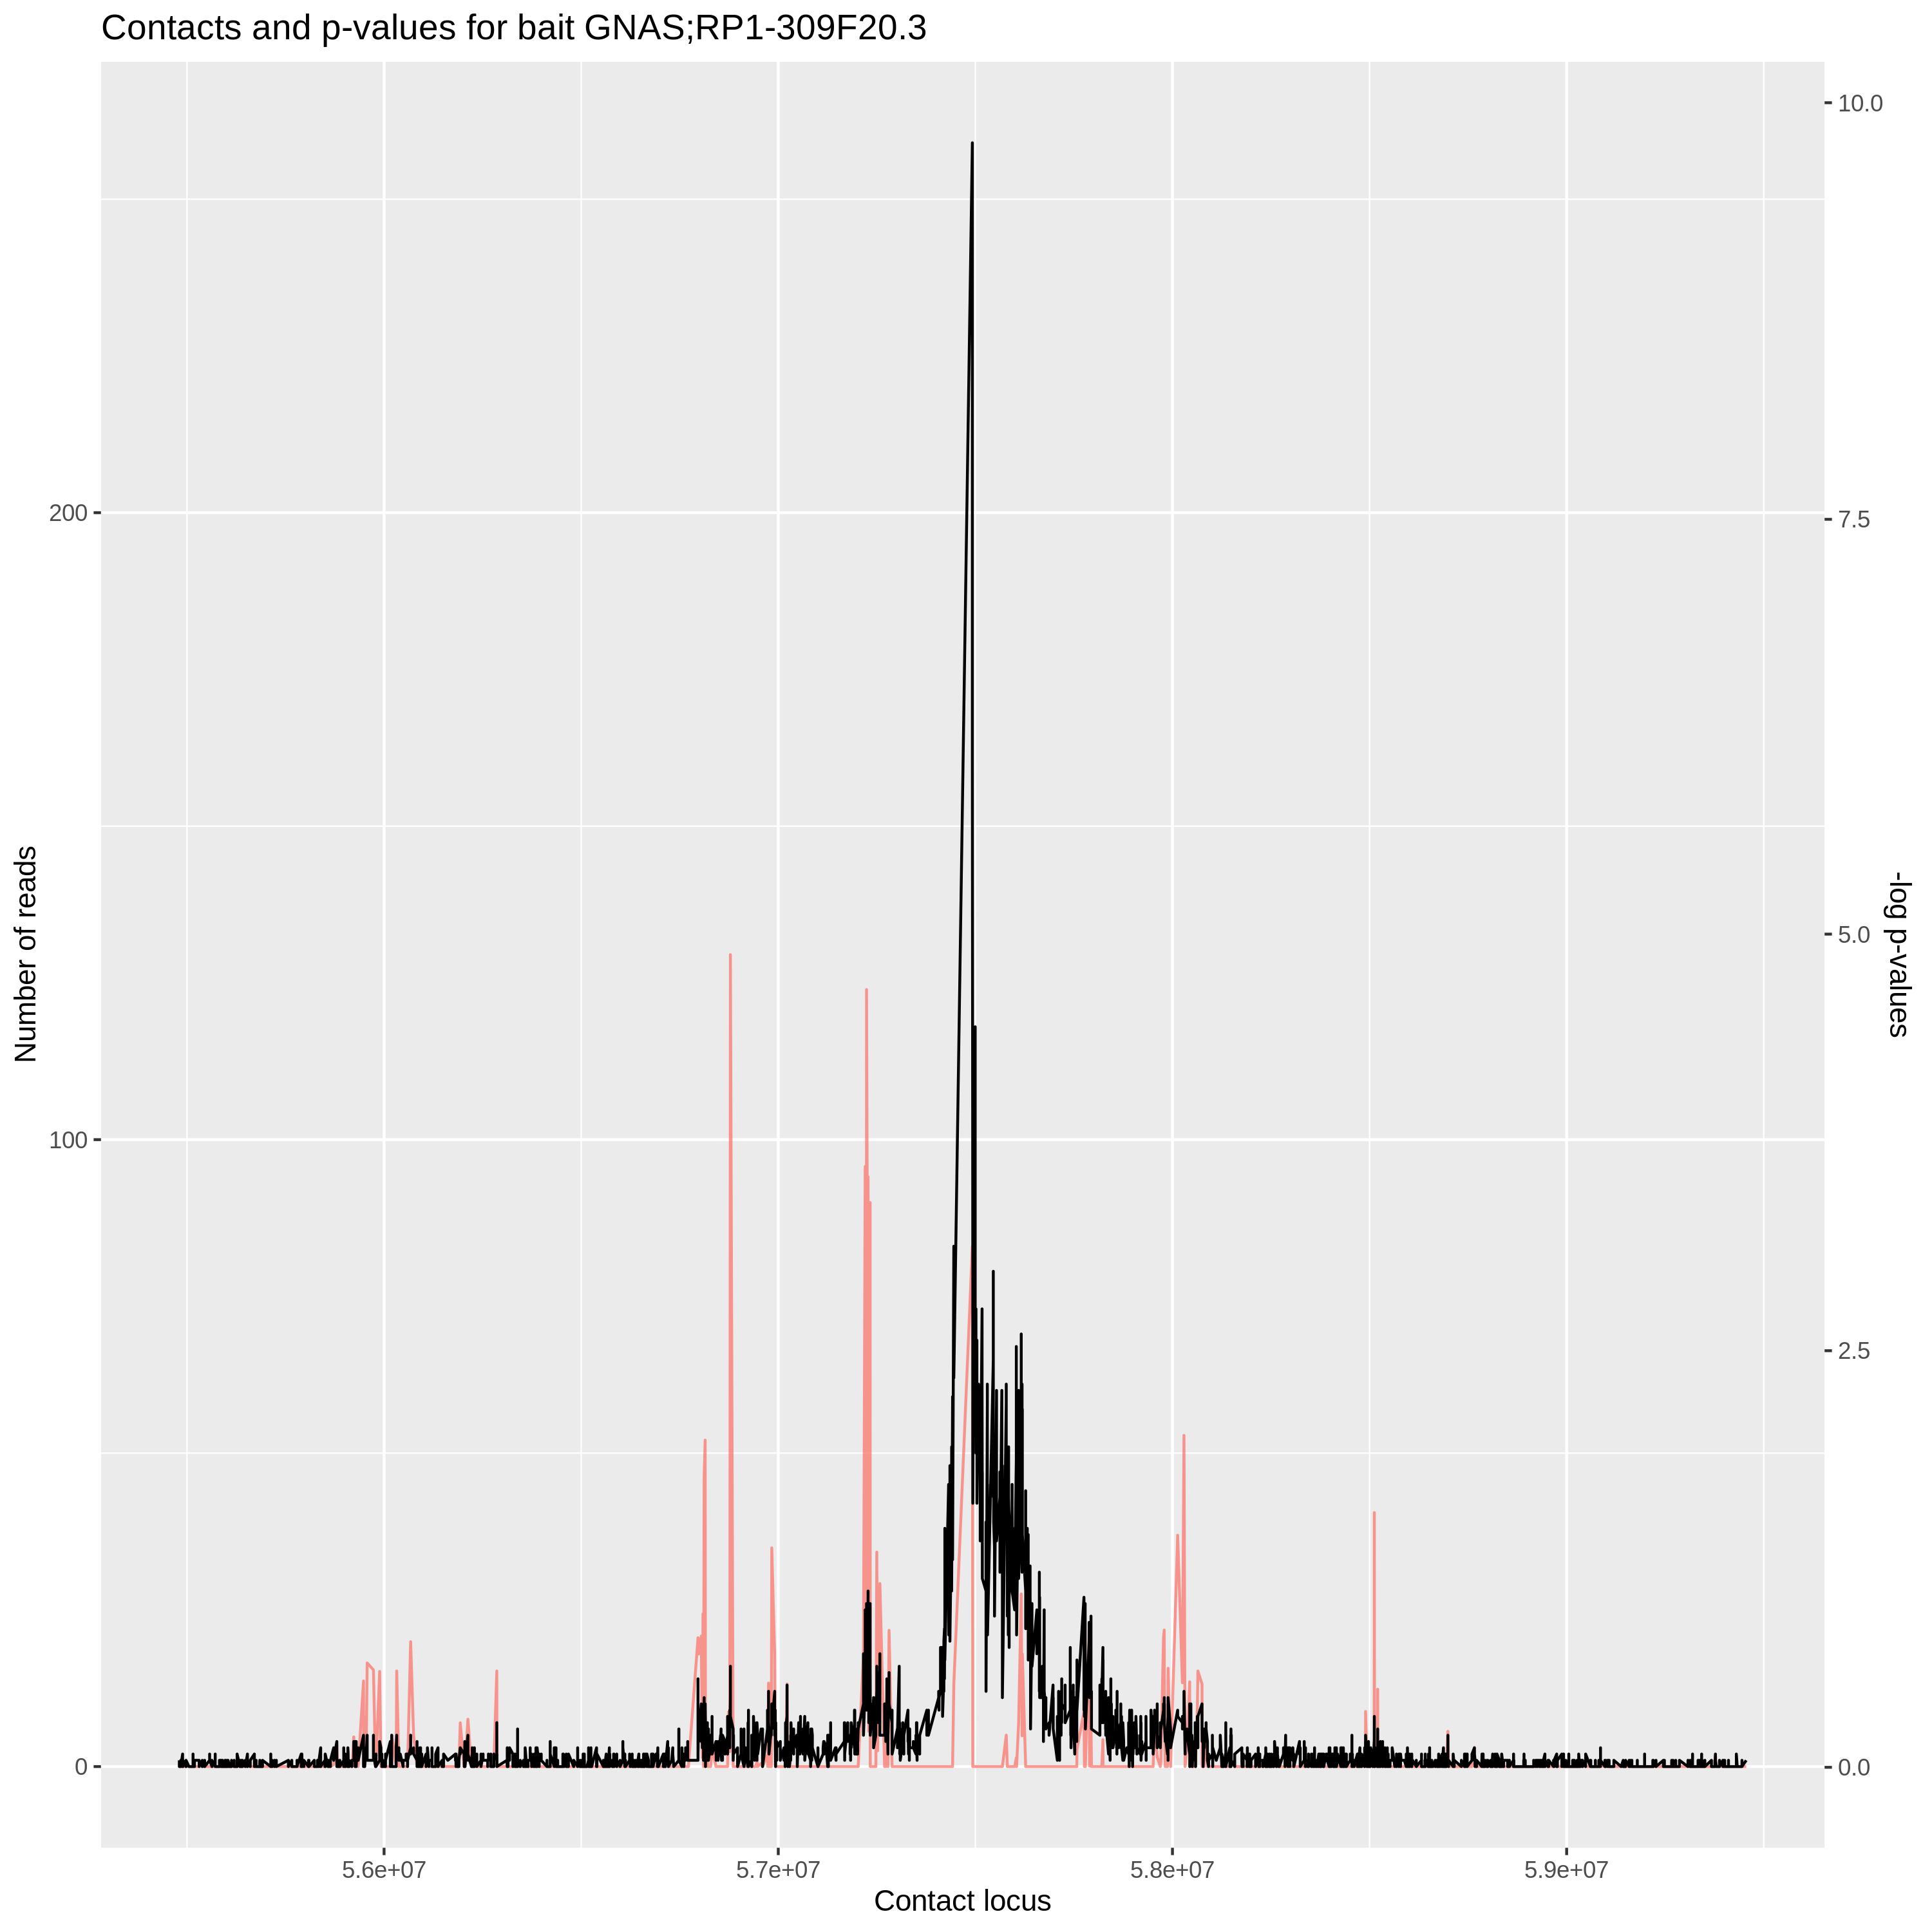 Contacts and p-values for bait GNAS;RP1-309F20.3
Number of reads
200
100
0
10.0
7.5
5.0
2.5
0.0
-log p-values
5.6e+07 5.7e+07 5.8e+07 5.9e+07
Contact locus